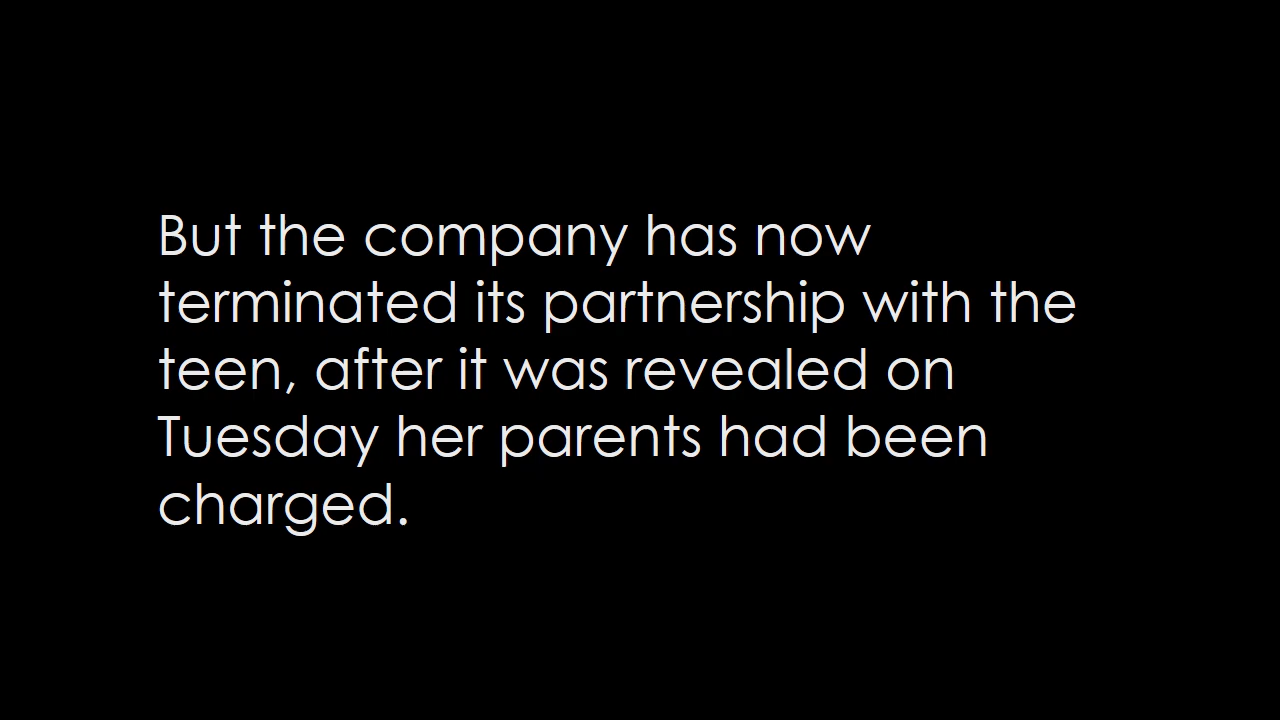 But the company has now
terminated its partnership with the
teen, after it was revealed on
Tuesday her parents had been
charged.